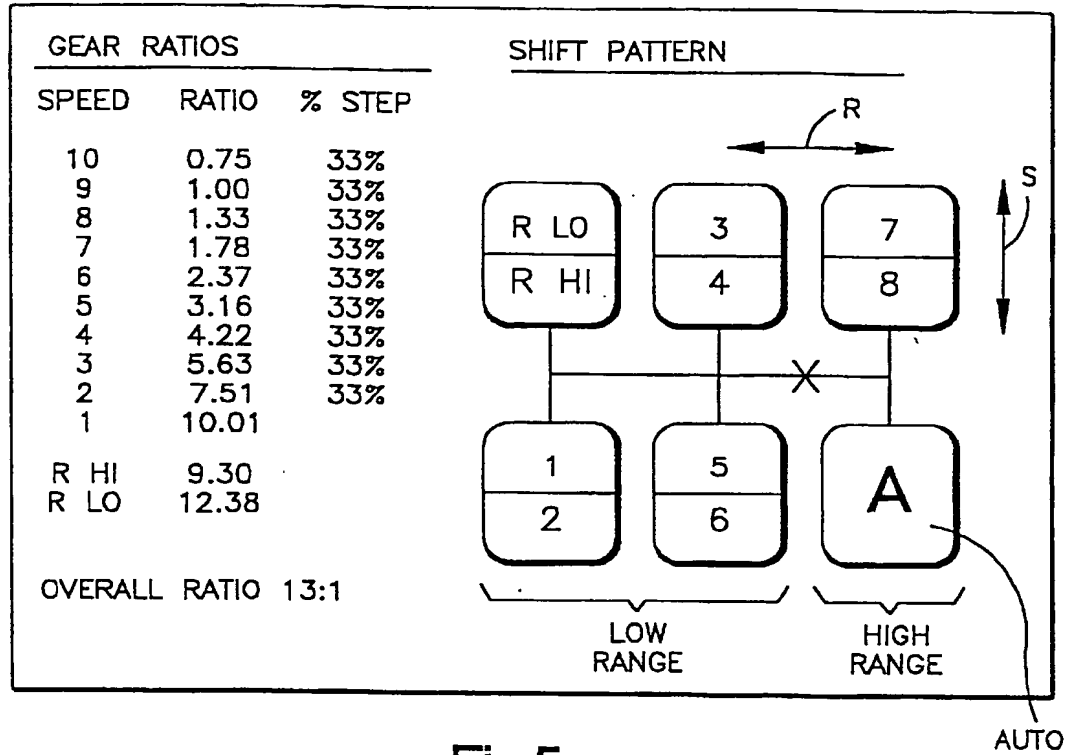 GEAR RATIOS
SPEED RATIO % STEP
10 0.75 33%
9 1.00 33%
8 1.33 33%
7 1.78 33%
6 2.37 33%
5 3.16 33%
4 4.22 33%
3 5.63 33%
2 7.51 33%
1 10.01
R HI 9.30
R LO 12.38
OVERALL RATIO 13:1
SHIFT PATTERN
R
S
R LO 3 7
R HI 4 8
X
1 5 A
2 6
LOW HIGH
RANGE RANGE
AUTO